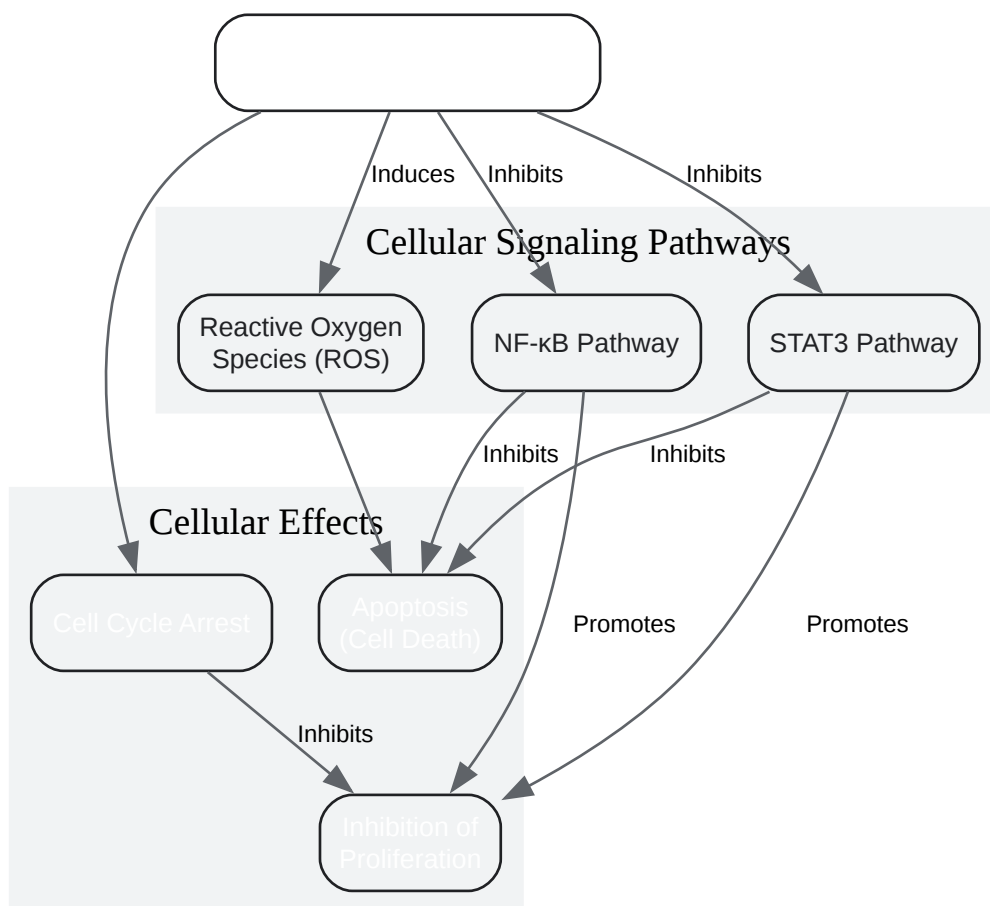 Induces
Inhibits
Inhibits
Cellular Signaling Pathways
Reactive Oxygen
Species (ROS)
NF-κB Pathway
STAT3 Pathway
Inhibits
Inhibits
Cellular Effects
Cell Cycle Arrest
Apoptosis
(Cell Death)
Promotes
Promotes
Inhibits
Inhibition of
Proliferation